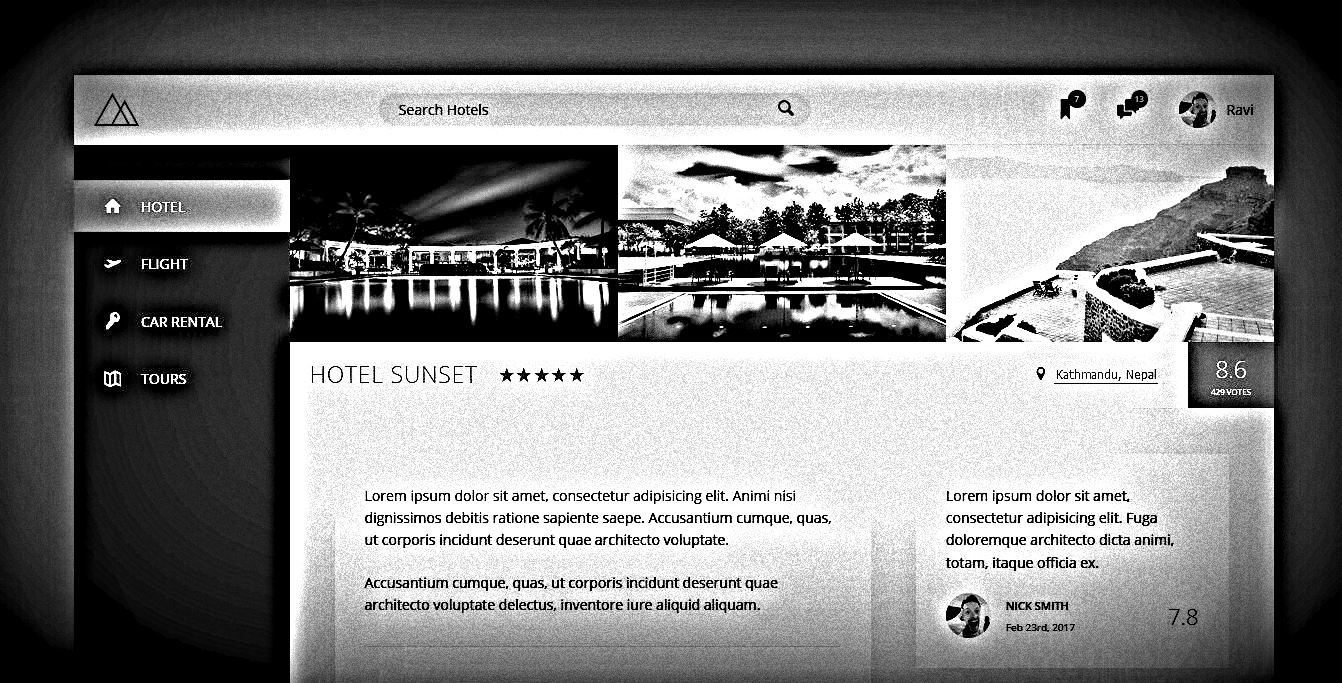 Search Hotels
7
13
Ravi
HOTEL
FLIGHT
CAR RENTAL
TOURS
HOTEL SUNSET
Kathmandu, Nepal
8.6
429 VOTES
Lorem ipsum dolor sit amet, consectetur adipisicing elit. Animi nisi
dignissimos debitis ratione sapiente saepe. Accusantium cumque, quas,
ut corporis incidunt deserunt quae architecto voluptate.
Accusantium cumque, quas, ut corporis incidunt deserunt quae
architecto voluptate delectus, inventore iure aliquid aliquam.
Lorem ipsum dolor sit amet,
consectetur adipisicing elit. Fuga
doloremque architecto dicta animi,
totam, itaque officia ex.
NICK SMITH
Feb 23rd, 2017
7.8